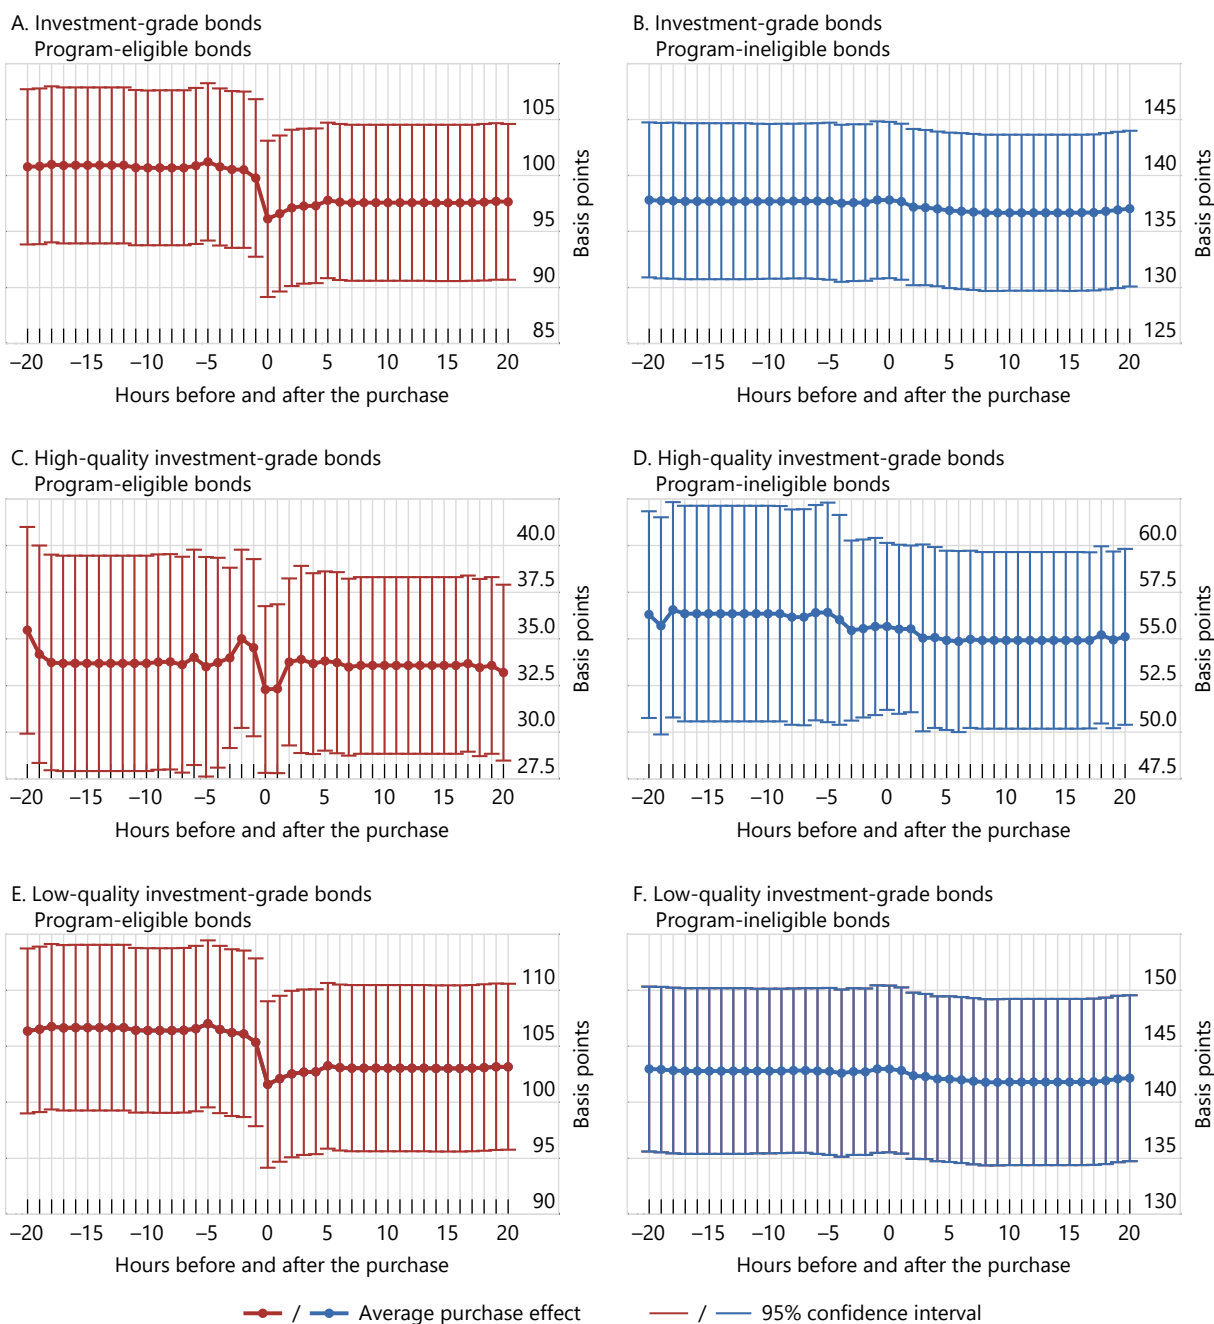 A. Investment-grade bonds
Program-eligible bonds
105
100
95
90
85
Basis points
–20 –15 –10 –5 0 5 10 15 20
Hours before and after the purchase
B. Investment-grade bonds
Program-ineligible bonds
145
140
135
130
125
Basis points
–20 –15 –10 –5 0 5 10 15 20
Hours before and after the purchase
C. High-quality investment-grade bonds
Program-eligible bonds
40.0
37.5
35.0
32.5
30.0
27.5
Basis points
–20 –15 –10 –5 0 5 10 15 20
Hours before and after the purchase
D. High-quality investment-grade bonds
Program-ineligible bonds
60.0
57.5
55.0
52.5
50.0
47.5
Basis points
–20 –15 –10 –5 0 5 10 15 20
Hours before and after the purchase
E. Low-quality investment-grade bonds
Program-eligible bonds
110
105
100
95
90
Basis points
–20 –15 –10 –5 0 5 10 15 20
Hours before and after the purchase
F. Low-quality investment-grade bonds
Program-ineligible bonds
150
145
140
135
130
Basis points
–20 –15 –10 –5 0 5 10 15 20
Hours before and after the purchase
/ Average purchase effect
/ 95% confidence interval